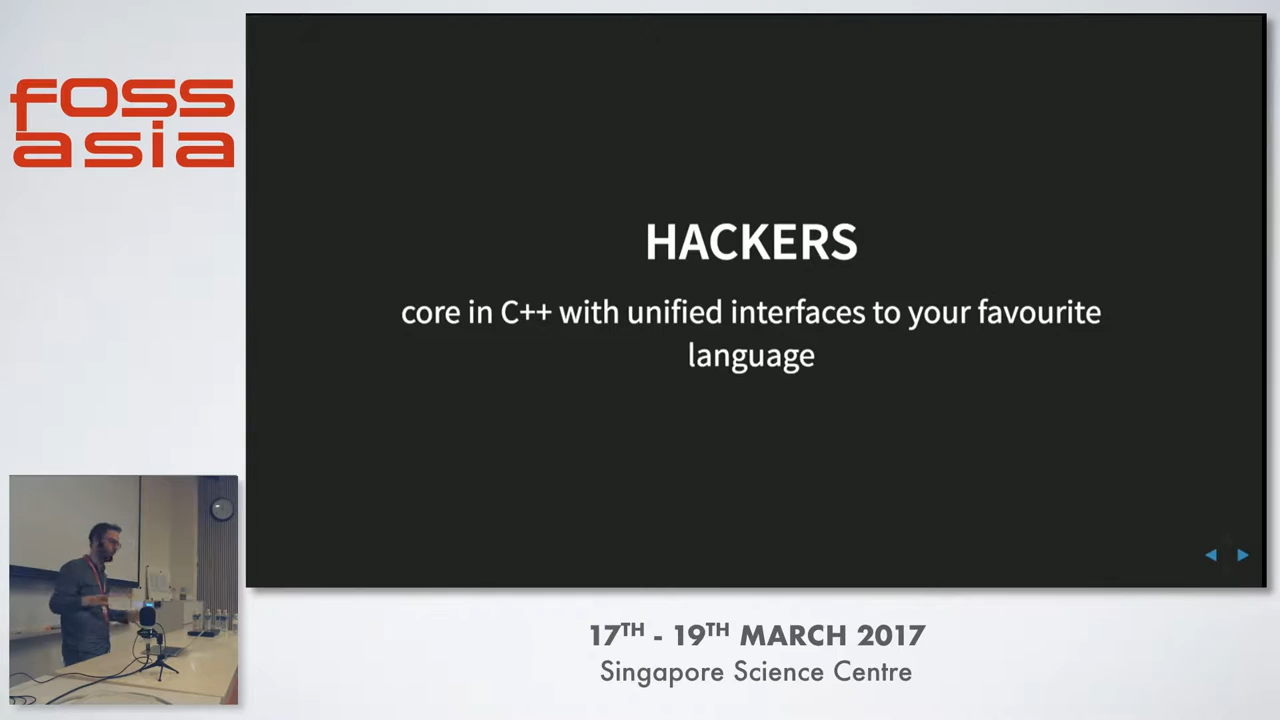 foss
asia
HACKERS
core in C++ with unified interfaces to your favourite
language
17TH - 19TH MARCH 2017
Singapore Science Centre